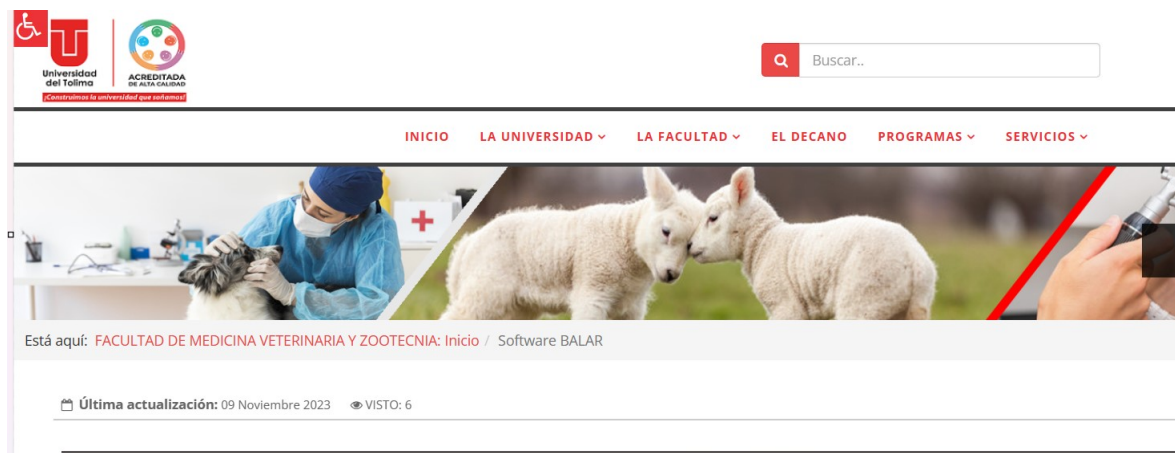 Universidad
del Tolima
ACREDITADA
DE ALTA CALIDAD
¡Construimos la universidad que soñamos!
Buscar..
INICIO LA UNIVERSIDAD LA FACULTAD EL DECANO PROGRAMAS SERVICIOS
Está aquí: FACULTAD DE MEDICINA VETERINARIA Y ZOOTECNIA: Inicio / Software BALAR
Última actualización: 09 Noviembre 2023 VISTO: 6